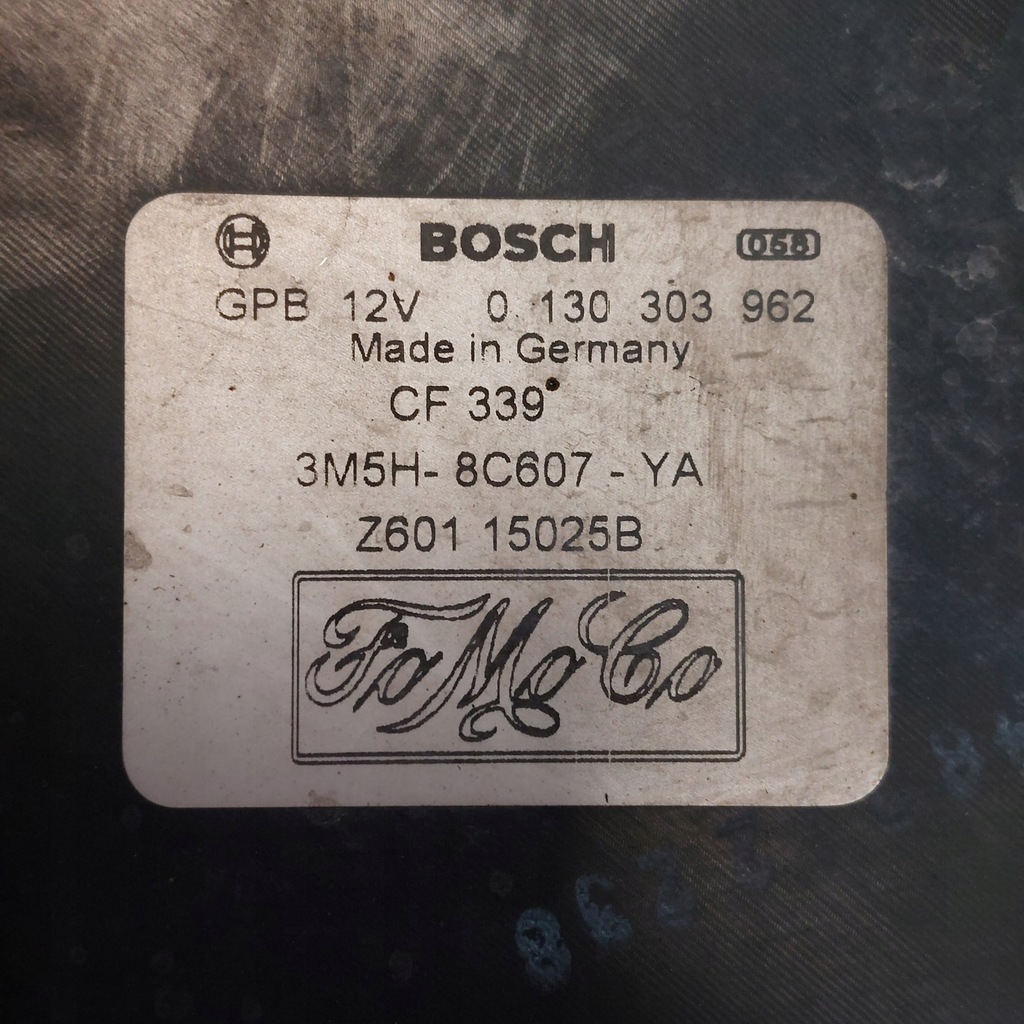 BOSCH 058
GPB 12V 0 130 303 962
Made in Germany
CF 339
3M5H- 8C607 - YA
Z601 15025B
FoMoCo